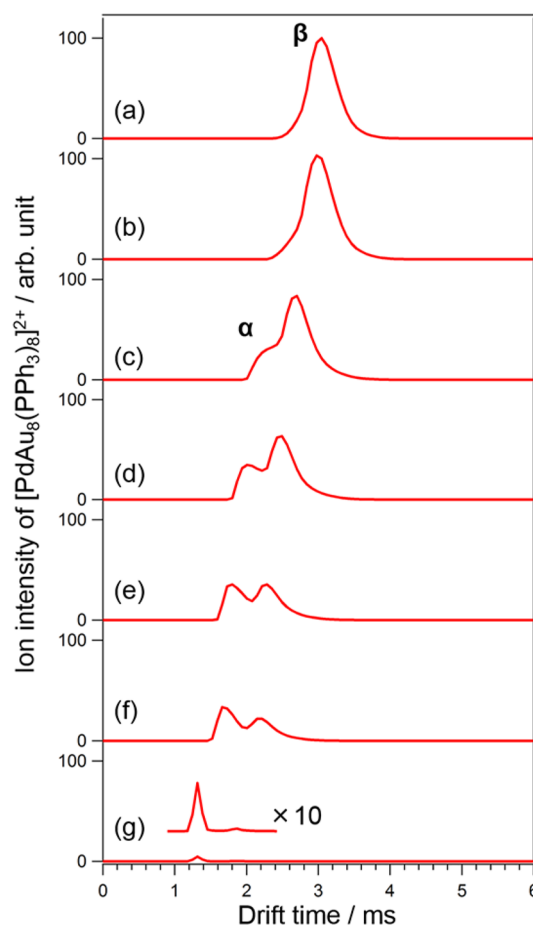 β
100
(a)
0
100
(b)
0
100
α
(c)
0
100
(d)
0
100
(e)
0
100
(f)
0
100
×10
(g)
0
0 1 2 3 4 5 6
Drift time / ms
Ion intensity of [PdAu₈(PPh₃)₈]²⁺ / arb. unit